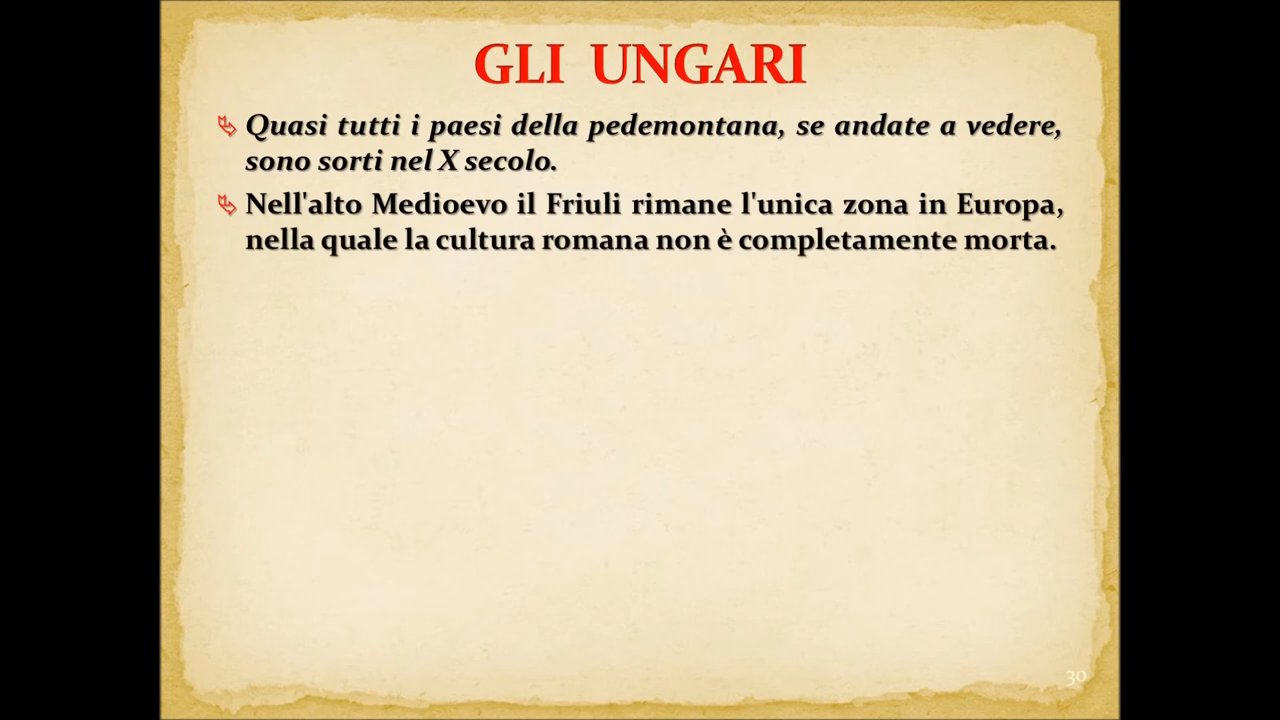 GLI UNGARI
Quasi tutti i paesi della pedemontana, se andate a vedere,
sono sorti nel X secolo.
Nell'alto Medioevo il Friuli rimane l'unica zona in Europa,
nella quale la cultura romana non è completamente morta.
30